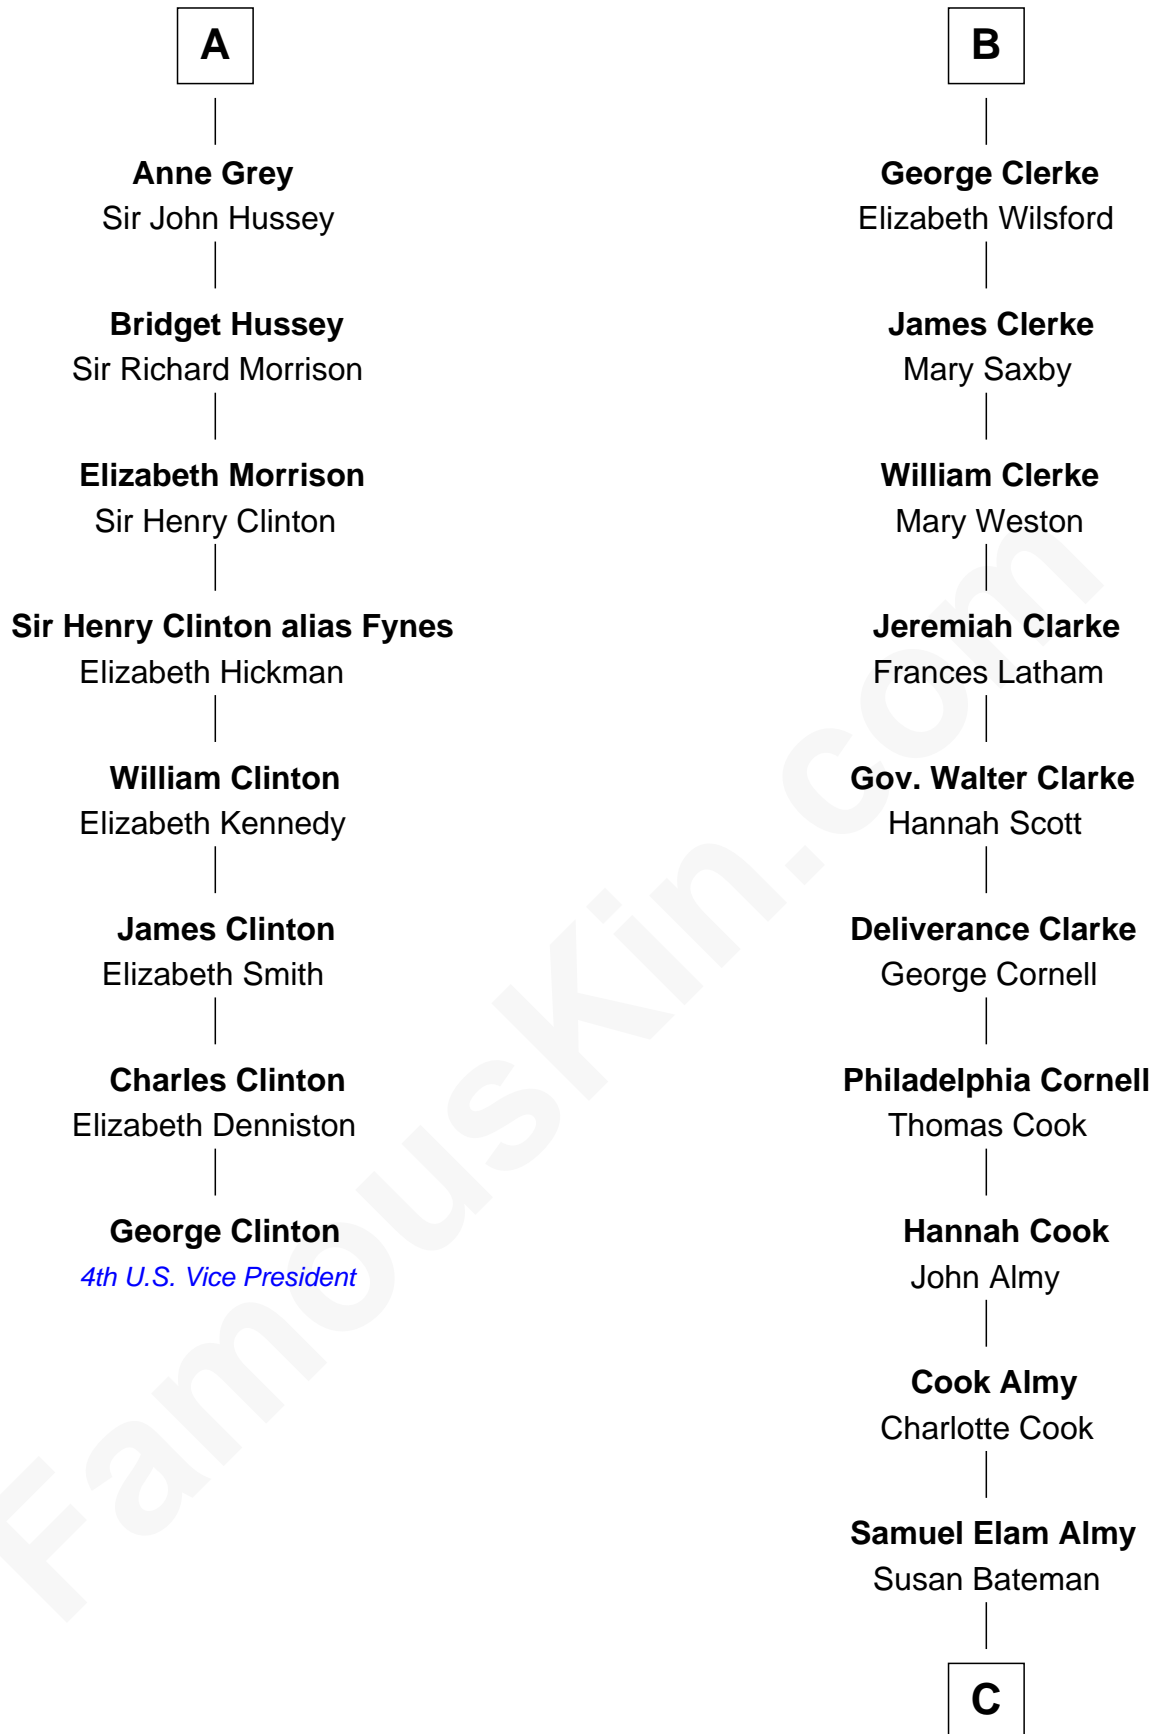 A
Anne Grey
Sir John Hussey
Bridget Hussey
Sir Richard Morrison
Elizabeth Morrison
Sir Henry Clinton
Sir Henry Clinton alias Fynes
Elizabeth Hickman
William Clinton
Elizabeth Kennedy
James Clinton
Elizabeth Smith
Charles Clinton
Elizabeth Denniston
George Clinton
4th U.S. Vice President
B
George Clerke
Elizabeth Wilsford
James Clerke
Mary Saxby
William Clerke
Mary Weston
Jeremiah Clarke
Frances Latham
Gov. Walter Clarke
Hannah Scott
Deliverance Clarke
George Cornell
Philadelphia Cornell
Thomas Cook
Hannah Cook
John Almy
Cook Almy
Charlotte Cook
Samuel Elam Almy
Susan Bateman
C
FamousKin.com